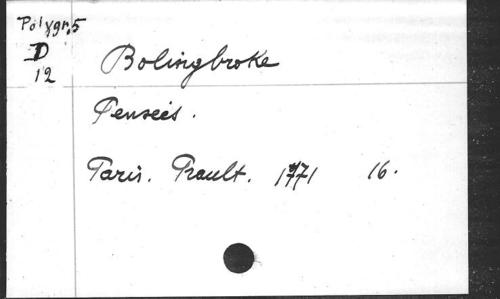 Polygr. 5
D
12
Bolingbroke
Pensées.
Paris. Prault. 1771 16.